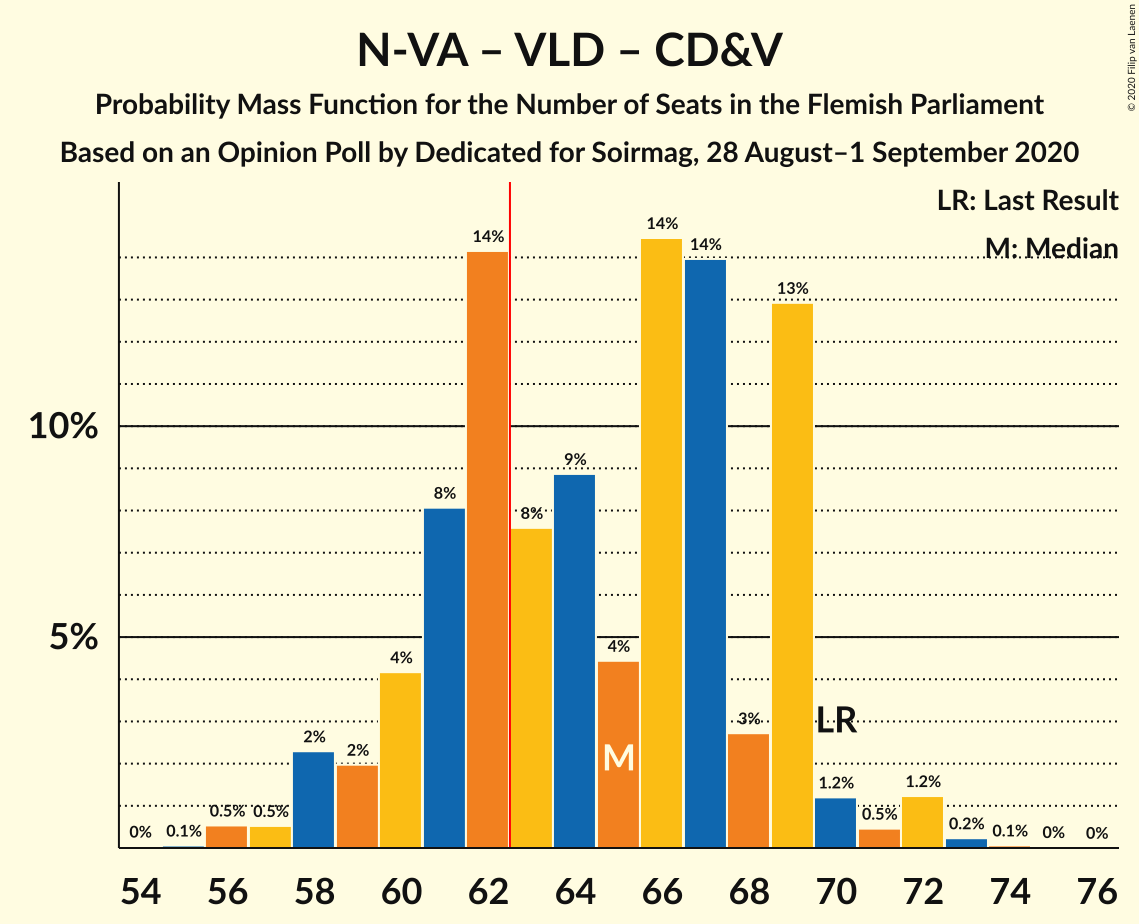 N-VA – VLD – CD&V
Probability Mass Function for the Number of Seats in the Flemish Parliament
Based on an Opinion Poll by Dedicated for Soirmag, 28 August–1 September 2020
© 2020 Filip van Laenen
LR: Last Result
M: Median
10%
5%
0%
0.1%
0.5%
0.5%
2%
2%
4%
8%
14%
8%
9%
4%
14%
14%
3%
13%
1.2%
0.5%
1.2%
0.2%
0.1%
0%
0%
M
LR
54 56 58 60 62 64 66 68 70 72 74 76